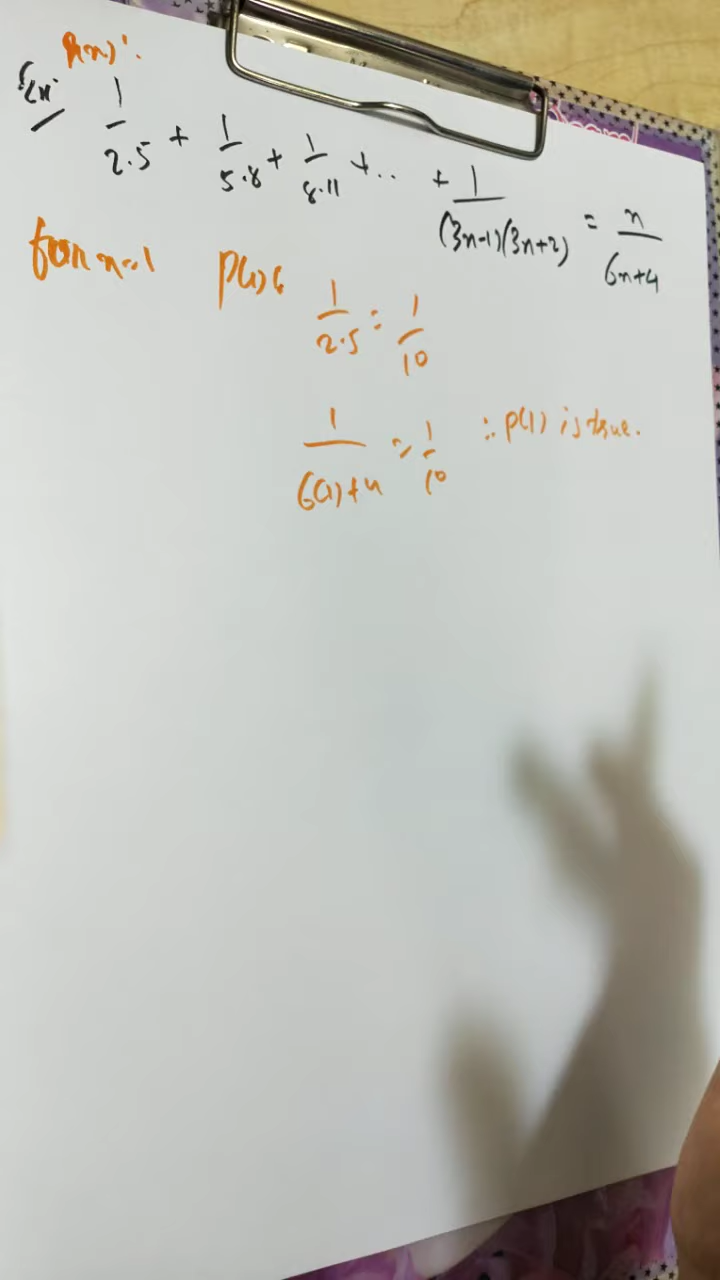 P(n):
Ex: 1/2.5 + 1/5.8 + 1/8.11 + .. + 1/(3n-1)(3n+2) = n/6n+4
for n=1 P(1)
1/2.5 = 1/10
1/6(1)+4 = 1/10 ∴ P(1) is true.